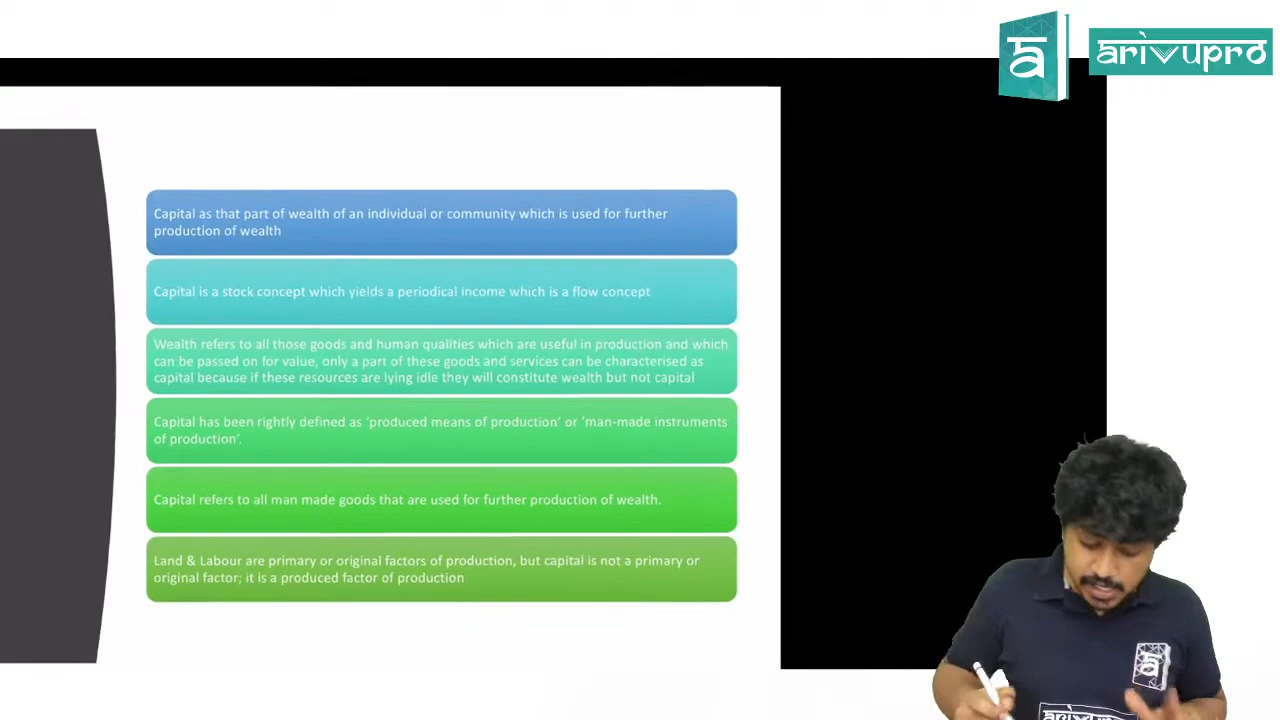 arivupro
Capital as that part of wealth of an individual or community which is used for further
production of wealth
Capital is a stock concept which yields a periodical income which is a flow concept
Wealth refers to all those goods and human qualities which are useful in production and which
can be passed on for value, only a part of these goods and services can be characterised as
capital because if these resources are lying idle they will constitute wealth but not capital
Capital has been rightly defined as ‘produced means of production’ or ‘man-made instruments
of production’.
Capital refers to all man made goods that are used for further production of wealth.
Land & Labour are primary or original factors of production, but capital is not a primary or
original factor; it is a produced factor of production
arivupro